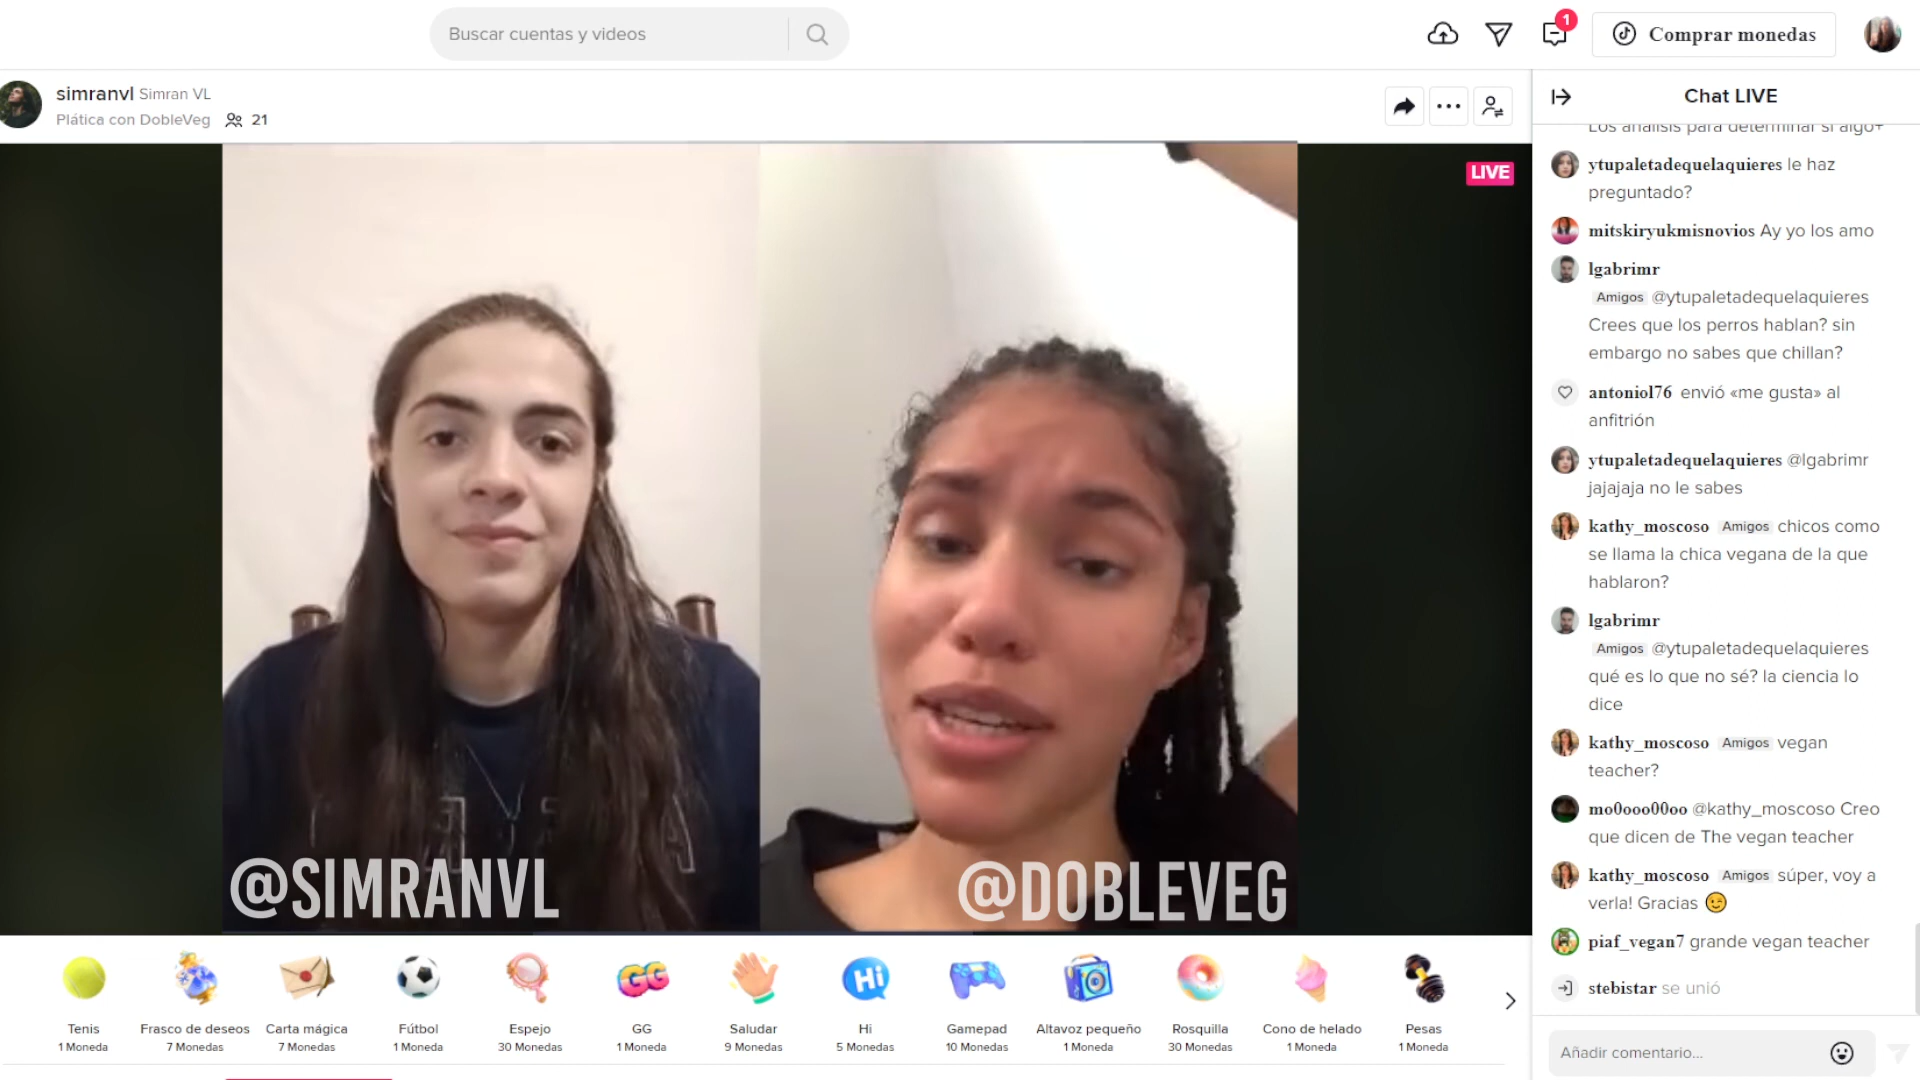 Buscar cuentas y videos
1
Comprar monedas
simranvl Simran VL
Plática con DobleVeg 21
LIVE
@SIMRANVL
@DOBLEVEG
Tenis
1 Moneda
Frasco de deseos
7 Monedas
Carta mágica
7 Monedas
Fútbol
1 Moneda
Espejo
30 Monedas
GG
GG
1 Moneda
Saludar
9 Monedas
Hi
Hi
5 Monedas
Gamepad
10 Monedas
Altavoz pequeño
1 Moneda
Rosquilla
30 Monedas
Cono de helado
1 Moneda
Pesas
1 Moneda
Chat LIVE
Los análisis para determinar si algo+
ytupaletadequelaquieres le haz
preguntado?
mitskiryukmisnovios Ay yo los amo
lgabrimr
Amigos @ytupaletadequelaquieres
Crees que los perros hablan? sin
embargo no sabes que chillan?
antoniol76 envió «me gusta» al
anfitrión
ytupaletadequelaquieres @lgabrimr
jajajaja no le sabes
kathy_moscoso Amigos chicos como
se llama la chica vegana de la que
hablaron?
lgabrimr
Amigos @ytupaletadequelaquieres
qué es lo que no sé? la ciencia lo
dice
kathy_moscoso Amigos vegan
teacher?
mo0ooo00oo @kathy_moscoso Creo
que dicen de The vegan teacher
kathy_moscoso Amigos súper, voy a
verla! Gracias 😉
piaf_vegan7 grande vegan teacher
stebistar se unió
Añadir comentario...